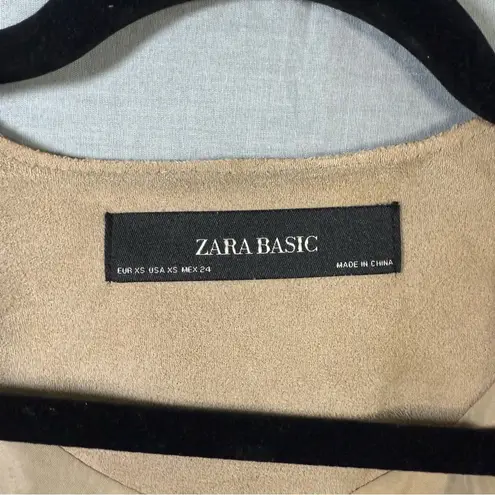 ZARA BASIC
EUR XS USA XS MEX 24 MADE IN CHINA